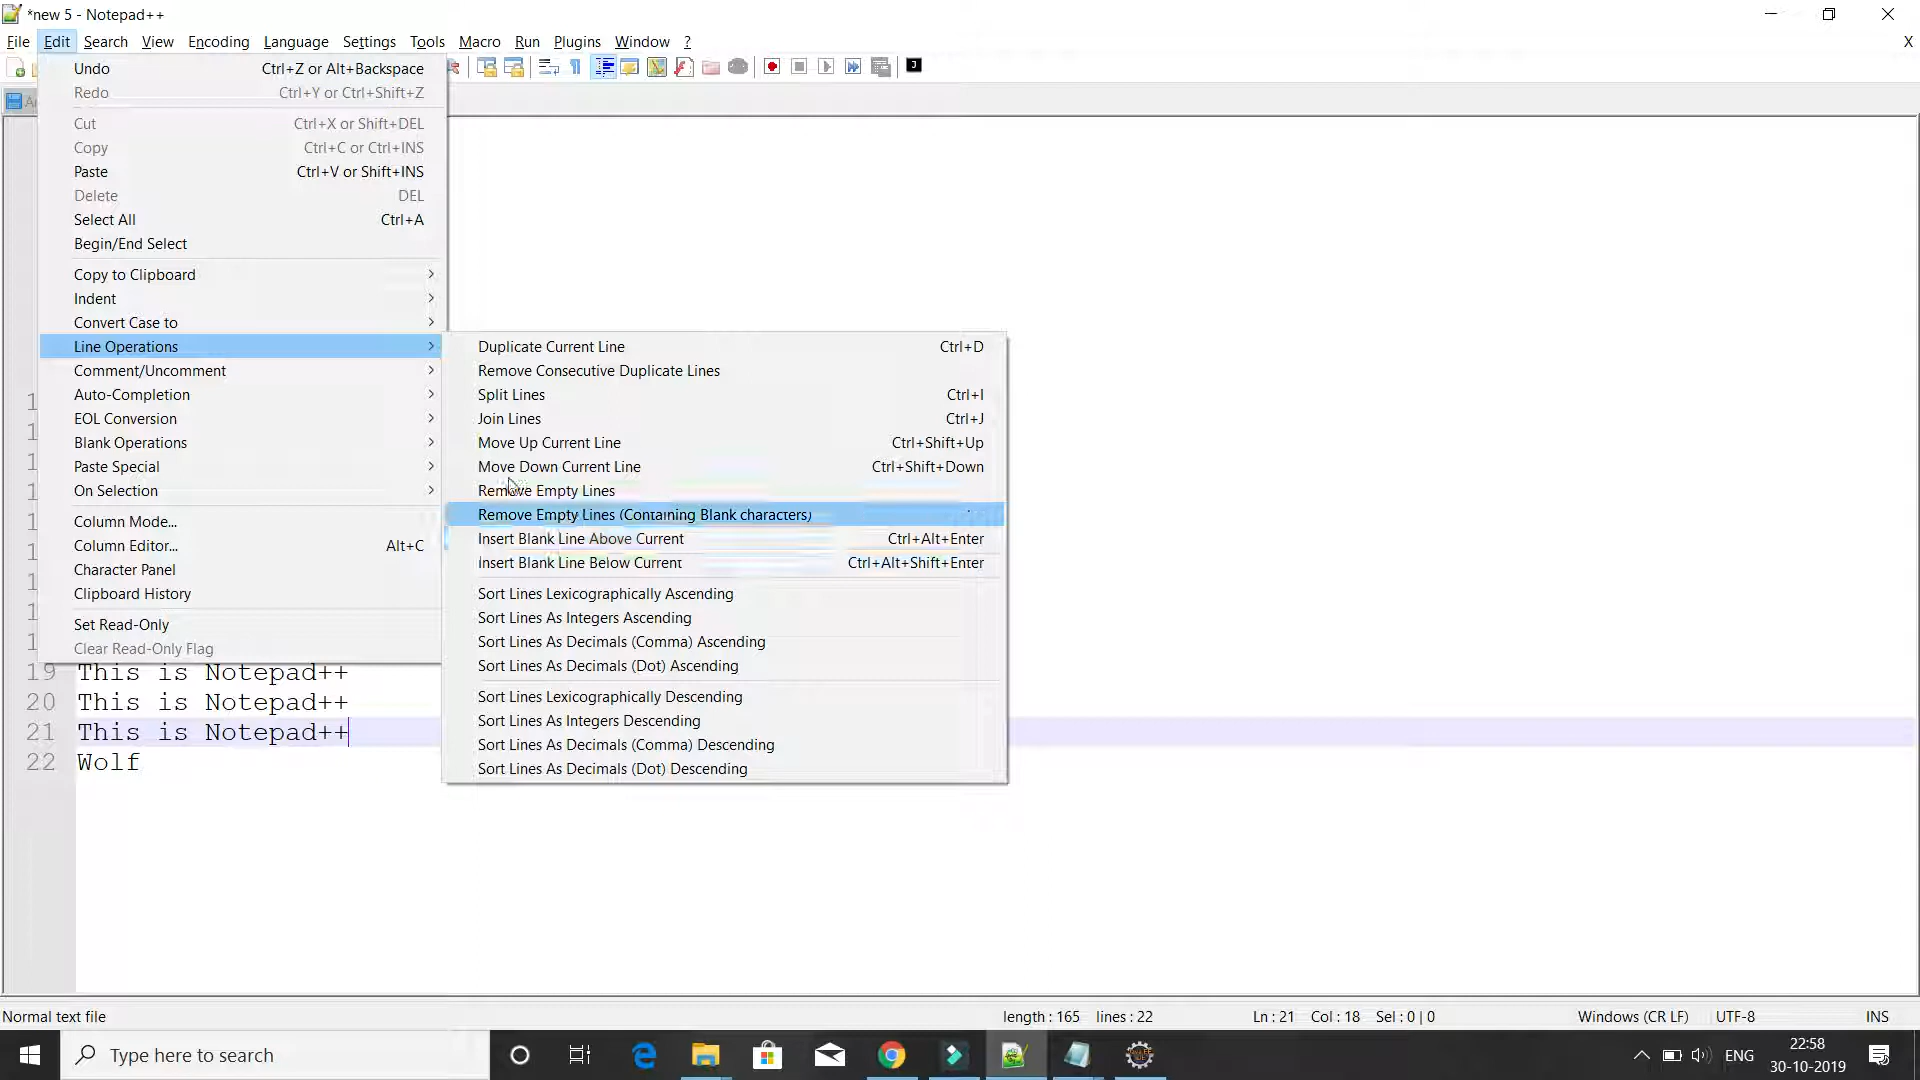 *new 5 - Notepad++
File Edit Search View Encoding Language Settings Tools Macro Run Plugins Window ? X
Undo Ctrl+Z or Alt+Backspace
Redo Ctrl+Y or Ctrl+Shift+Z
Cut Ctrl+X or Shift+DEL
Copy Ctrl+C or Ctrl+INS
Paste Ctrl+V or Shift+INS
Delete DEL
Select All Ctrl+A
Begin/End Select
Copy to Clipboard
Indent
Convert Case to
Line Operations
Comment/Uncomment
Auto-Completion
EOL Conversion
Blank Operations
Paste Special
On Selection
Column Mode...
Column Editor... Alt+C
Character Panel
Clipboard History
Set Read-Only
Clear Read-Only Flag
Duplicate Current Line Ctrl+D
Remove Consecutive Duplicate Lines
Split Lines Ctrl+I
Join Lines Ctrl+J
Move Up Current Line Ctrl+Shift+Up
Move Down Current Line Ctrl+Shift+Down
Remove Empty Lines
Remove Empty Lines (Containing Blank characters)
Insert Blank Line Above Current Ctrl+Alt+Enter
Insert Blank Line Below Current Ctrl+Alt+Shift+Enter
Sort Lines Lexicographically Ascending
Sort Lines As Integers Ascending
Sort Lines As Decimals (Comma) Ascending
Sort Lines As Decimals (Dot) Ascending
Sort Lines Lexicographically Descending
Sort Lines As Integers Descending
Sort Lines As Decimals (Comma) Descending
Sort Lines As Decimals (Dot) Descending
19 This is Notepad++
20 This is Notepad++
21 This is Notepad++
22 Wolf
Normal text file length : 165 lines : 22 Ln : 21 Col : 18 Sel : 0 | 0 Windows (CR LF) UTF-8 INS
Type here to search
ENG
22:58
30-10-2019